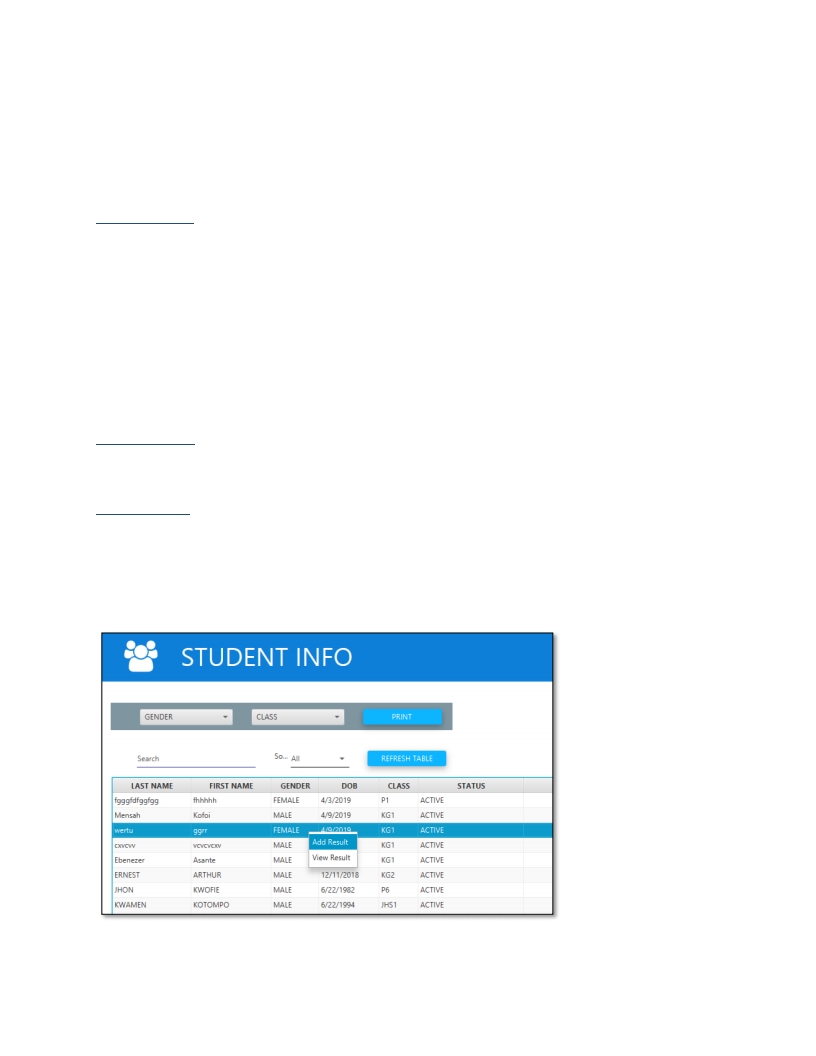 STUDENT INFO
GENDER CLASS PRINT
Search So... All REFRESH TABLE
LAST NAME FIRST NAME GENDER DOB CLASS STATUS
fgggfdfggfgg fhhhhh FEMALE 4/3/2019 P1 ACTIVE
Mensah Kofoi MALE 4/9/2019 KG1 ACTIVE
wertu ggrr FEMALE 4/9/2019 KG1 ACTIVE
cxvcvv vcvcvcxv MALE Add Result KG1 ACTIVE
Ebenezer Asante MALE View Result KG1 ACTIVE
ERNEST ARTHUR MALE 12/11/2018 KG2 ACTIVE
JHON KWOFIE MALE 6/22/1982 P6 ACTIVE
KWAMEN KOTOMPO MALE 6/22/1994 JHS1 ACTIVE